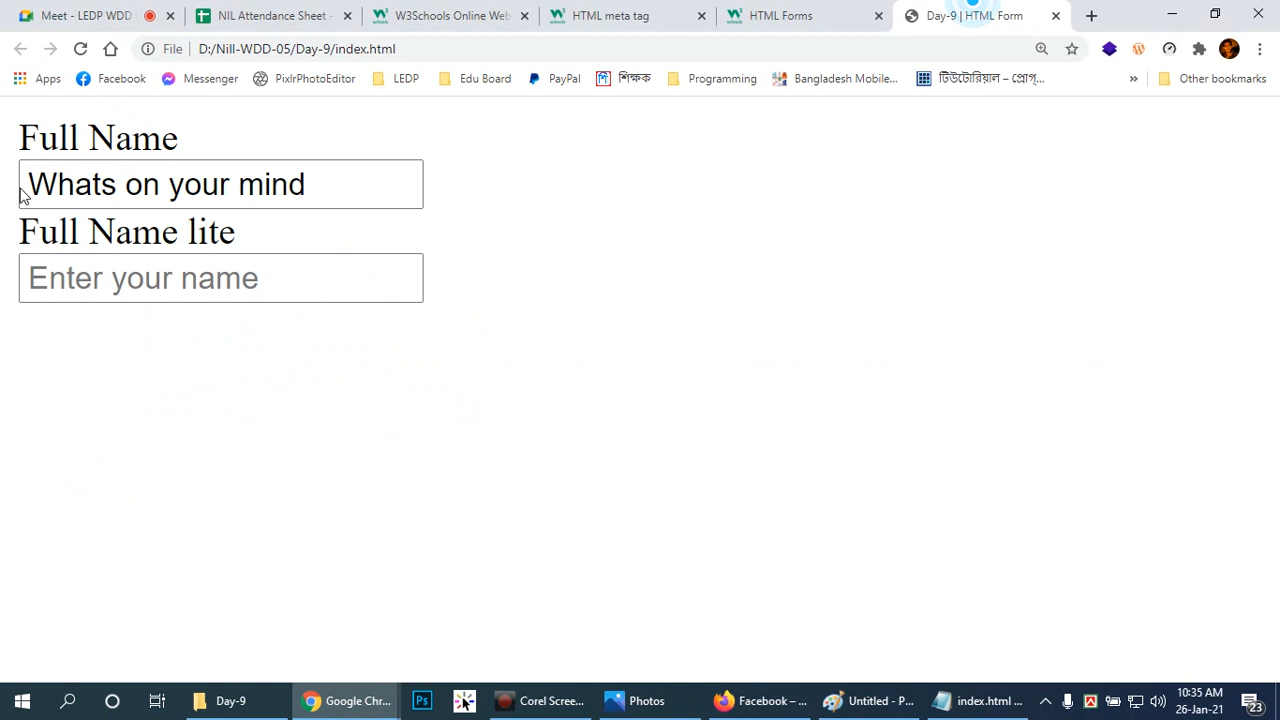 Meet - LEDP WDD
NIL Attendance Sheet -
W3Schools Online Web
HTML meta tag
HTML Forms
Day-9 | HTML Form
File D:/Nill-WDD-05/Day-9/index.html
Apps Facebook Messenger PixlrPhotoEditor LEDP Edu Board PayPal শিক্ষক Programming Bangladesh Mobile... টিউটোরিয়াল – প্রোগ্... » Other bookmarks
Full Name
Whats on your mind
Full Name lite
Enter your name
Day-9 Google Chr... Ps Corel Scree... Photos Facebook – ... Untitled - P... index.html ... 10:35 AM
26-Jan-21 23